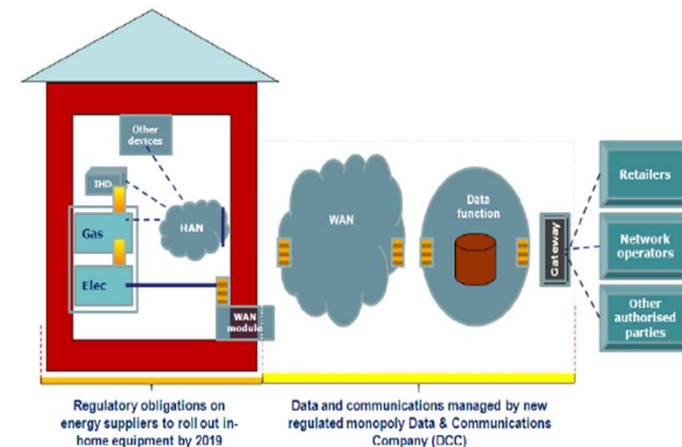 Other
devices
IHD
HAN
Gas
Elec
WAN
module
WAN
Data
function
Gateway
Retailers
Network
operators
Other
authorised
parties
Regulatory obligations on
energy suppliers to roll out in-
home equipment by 2019
Data and communications managed by new
regulated monopoly Data & Communications
Company (DCC)